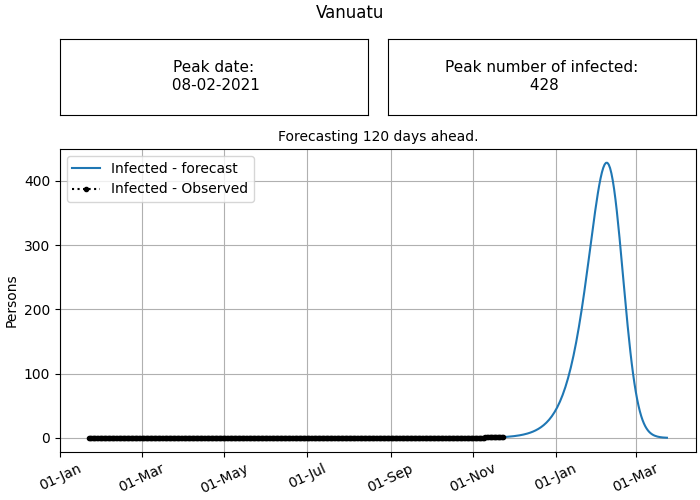 Vanuatu
Peak date:
08-02-2021
Peak number of infected:
428
Forecasting 120 days ahead.
Infected - forecast
Infected - Observed
Persons
400
300
200
100
0
01-Jan
01-Mar
01-May
01-Jul
01-Sep
01-Nov
01-Jan
01-Mar